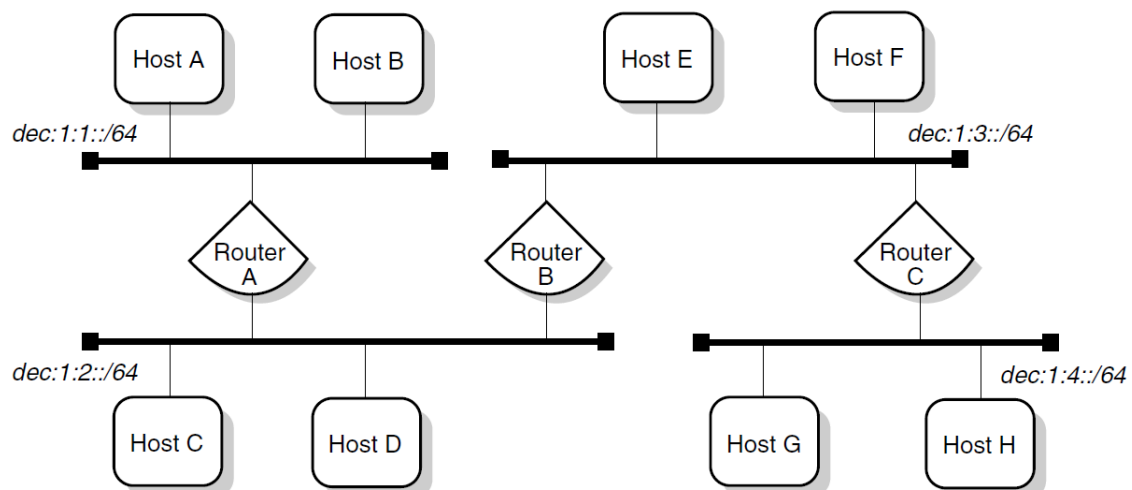 Host A
Host B
Host E
Host F
dec:1:1::/64
dec:1:3::/64
Router
A
Router
B
Router
C
dec:1:2::/64
dec:1:4::/64
Host C
Host D
Host G
Host H